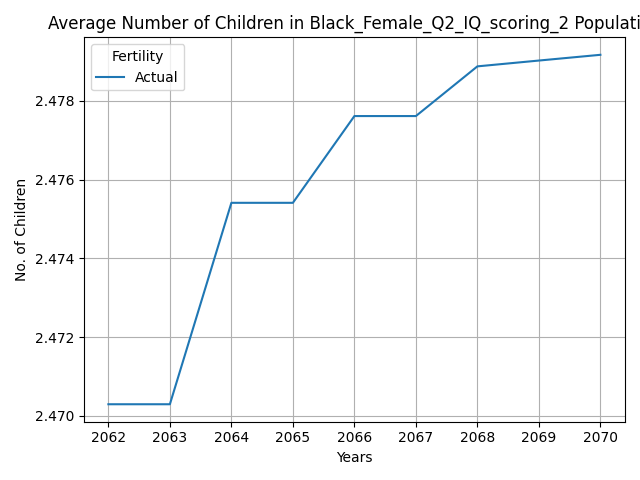 Average Number of Children in Black_Female_Q2_IQ_scoring_2 Populati
Fertility
Actual
2.478
2.476
2.474
2.472
2.470
No. of Children
2062 2063 2064 2065 2066 2067 2068 2069 2070
Years